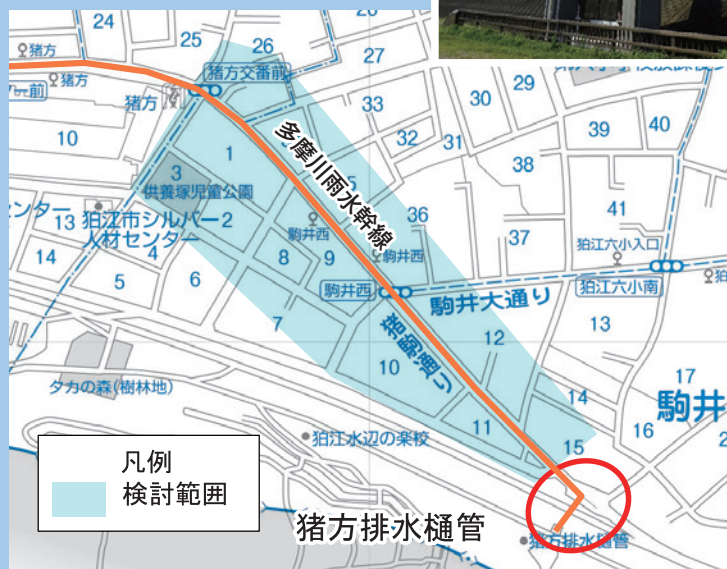 24
25
26
28
27
猪方
猪方交番前
猪方
前
猪方
33
30
29
10
32
31
39
40
1
多摩川雨水幹線
3
供養塚児童公園
38
センター
13
狛江市シルバー
人材センター
2
36
41
駒井西
37
狛江六小入口
14
4
8
9
駒井西
5
6
駒井西
駒井大通り
狛江六小南
狛
7
猪駒通り
12
13
10
タカの森(樹林地)
14
17
駒井
11
15
16
狛江水辺の楽校
凡例
検討範囲
猪方排水樋管
猪方排水樋管